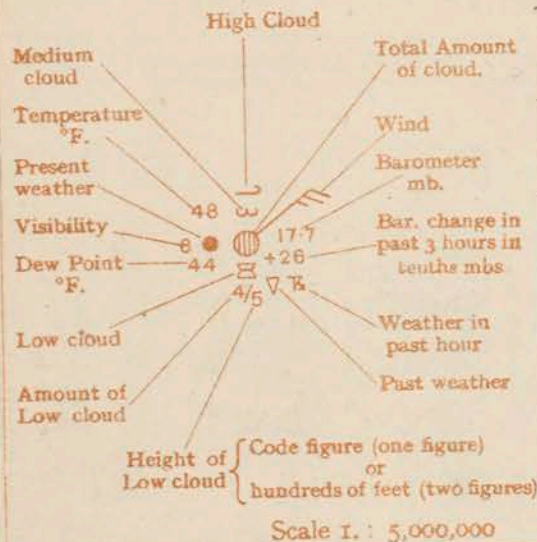 High Cloud
Medium
cloud
Total Amount
of cloud.
Temperature
°F.
Wind
Present
weather
Barometer
mb.
48
Visibility
6
17.7
Bar. change in
past 3 hours in
tenths mbs
+26
Dew Point
°F.
44
4/5
Low cloud
Weather in
past hour
Amount of
Low cloud
Past weather
Height of
Low cloud
Code figure (one figure)
or
hundreds of feet (two figures)
Scale 1. : 5,000,000